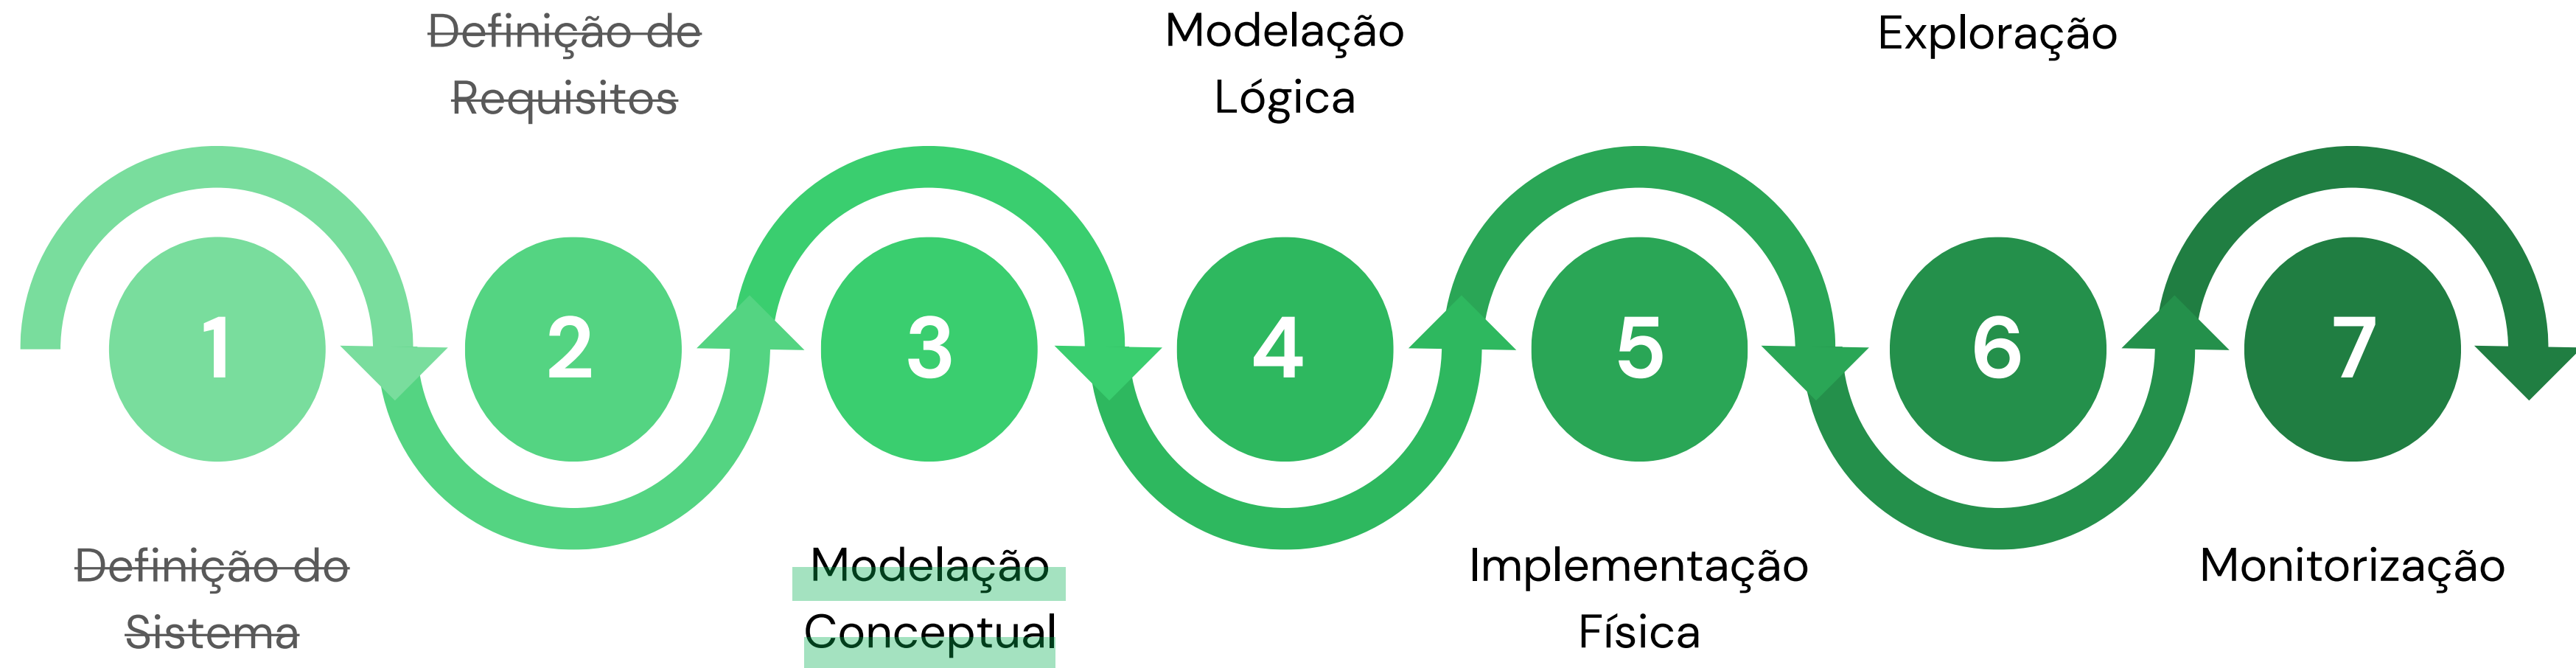 Definição de
Requisitos
Modelação
Lógica
Exploração
1
2
3
4
5
6
7
Definição do
Sistema
Modelação
Conceptual
Implementação
Física
Monitorização